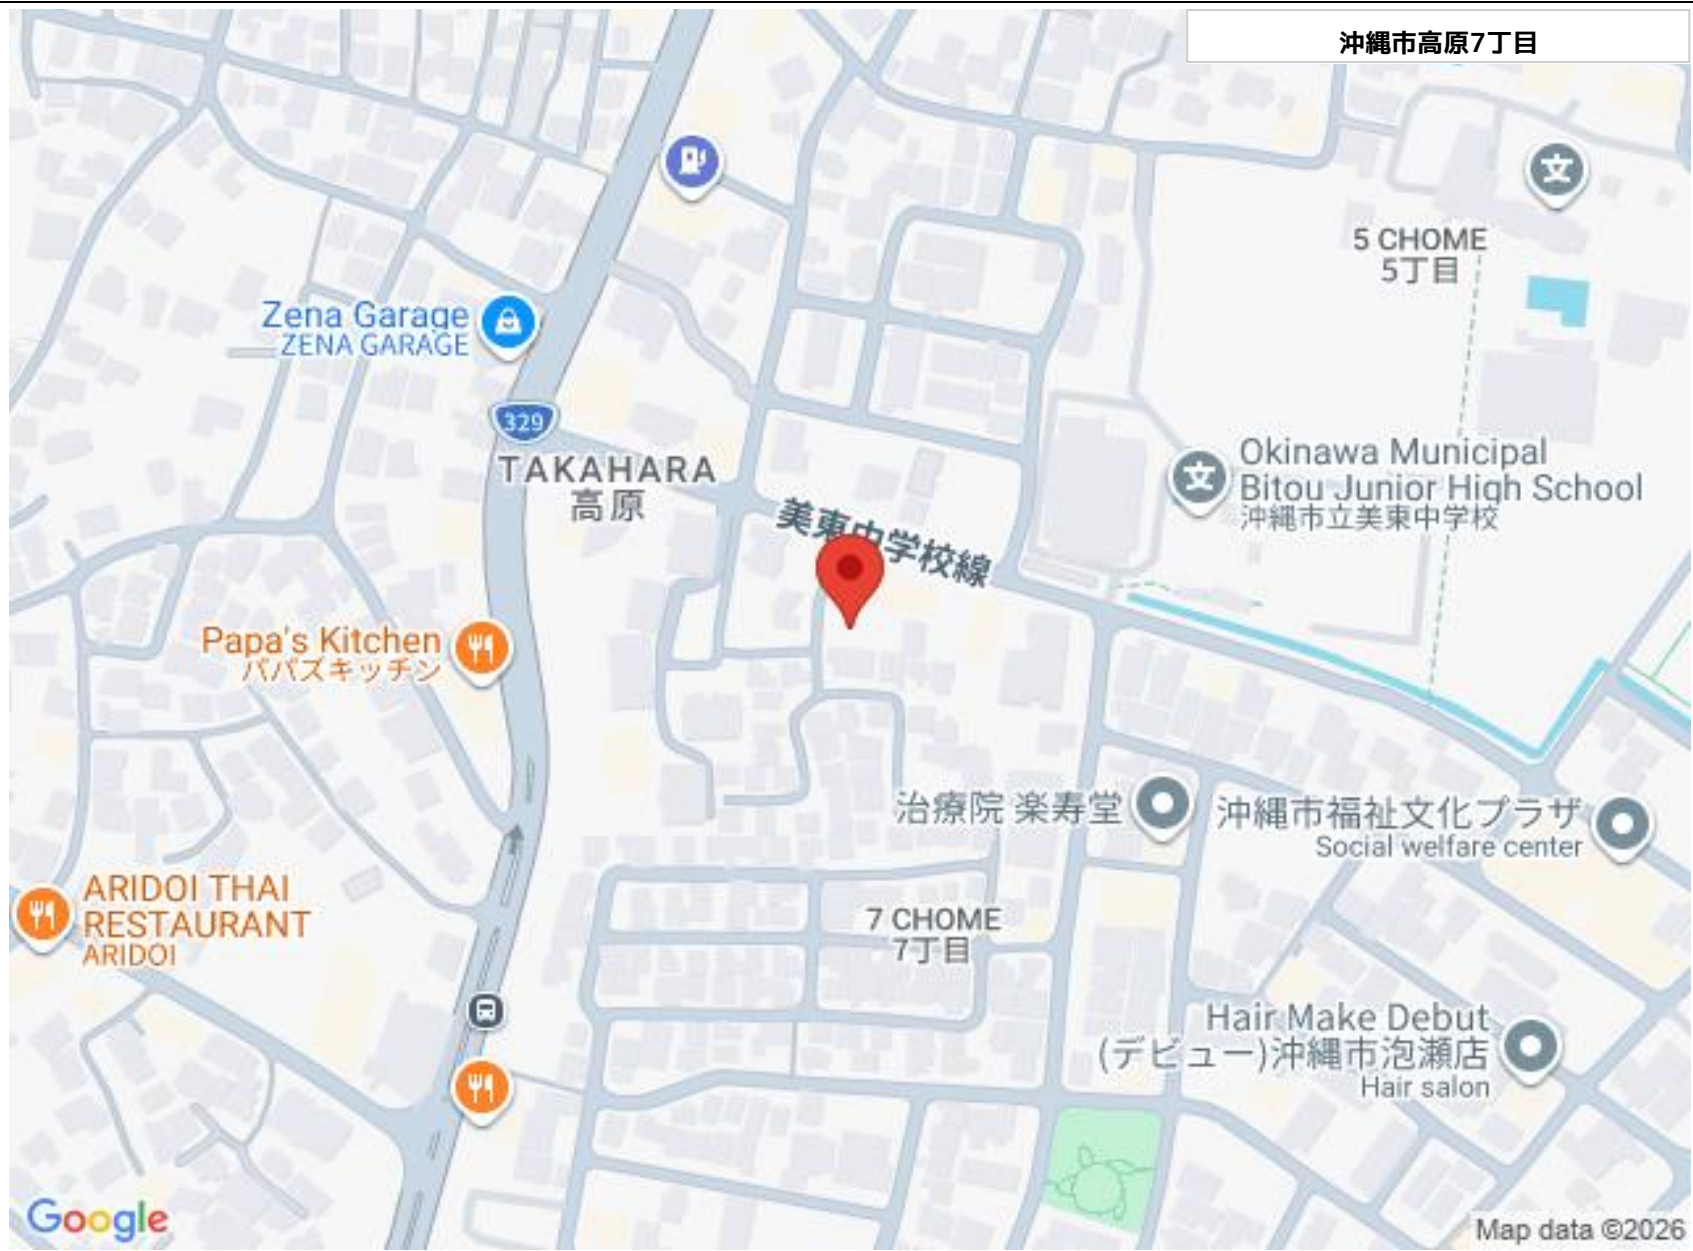 沖縄市高原7丁目
5 CHOME
5丁目
Zena Garage
ZENA GARAGE
329
TAKAHARA
高原
Okinawa Municipal
Bitou Junior High School
沖縄市立美東中学校
美東中学校線
Papa's Kitchen
パパズキッチン
治療院 楽寿堂
沖縄市福祉文化プラザ
Social welfare center
ARIDOI THAI
RESTAURANT
ARIDOI
7 CHOME
7丁目
Hair Make Debut
(デビュー)沖縄市泡瀬店
Hair salon
Google
Map data ©2026
文
文